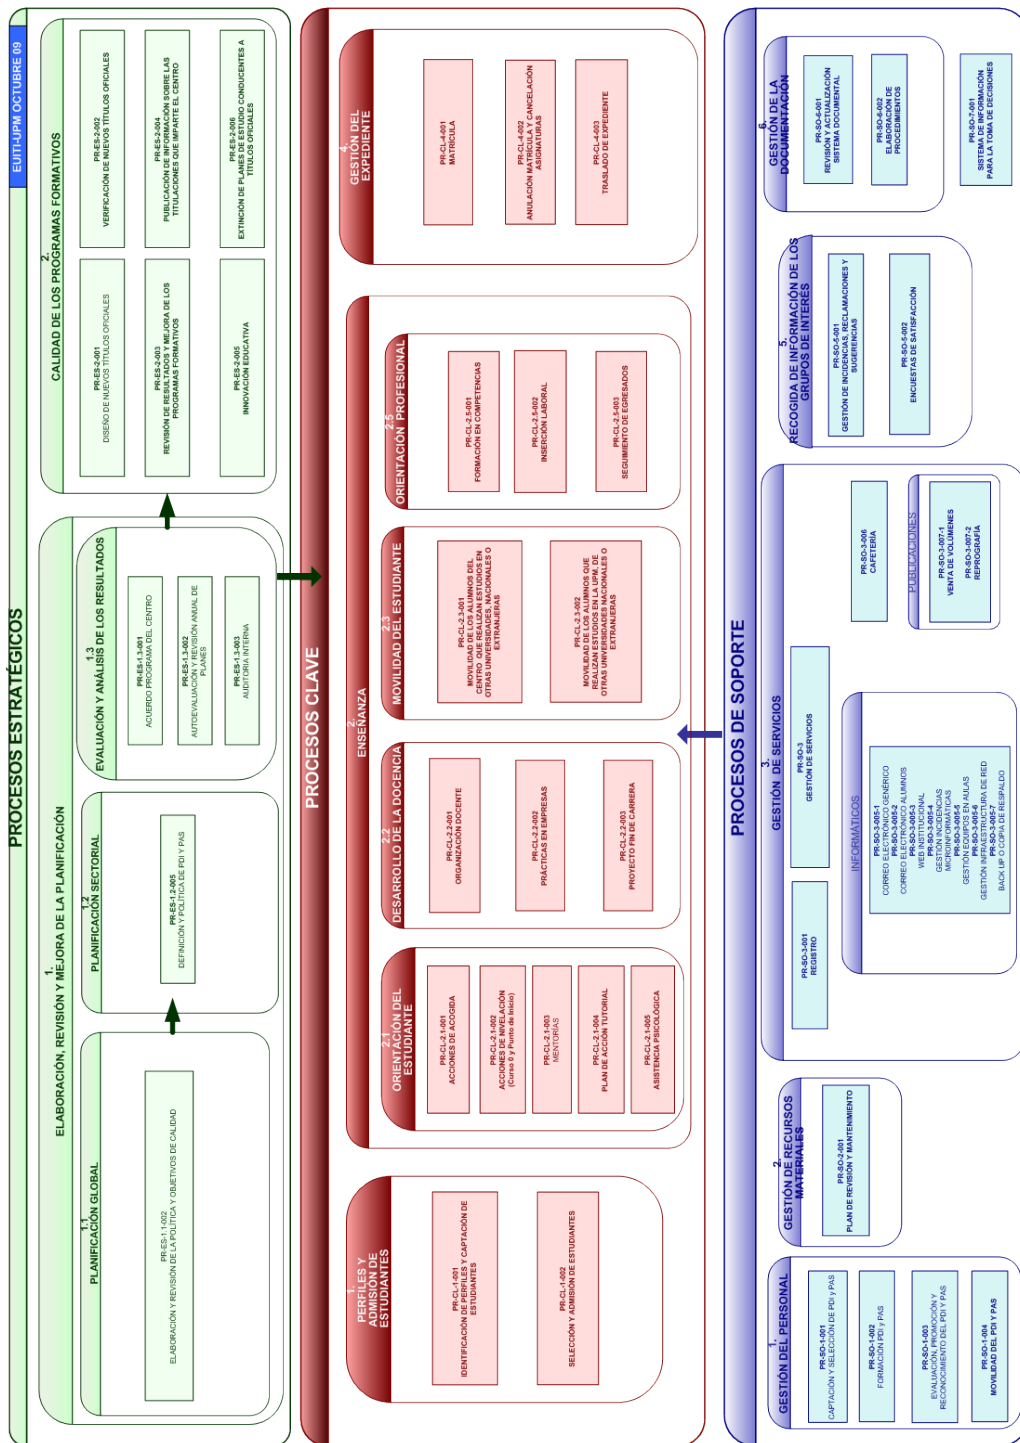 EUITI-UPM OCTUBRE 09
PROCESOS ESTRATÉGICOS
1.
ELABORACIÓN, REVISIÓN Y MEJORA DE LA PLANIFICACIÓN
1.1
PLANIFICACIÓN GLOBAL
PR-ES-1.1-002
ELABORACIÓN Y REVISIÓN DE LA POLÍTICA Y OBJETIVOS DE CALIDAD
1.2
PLANIFICACIÓN SECTORIAL
PR-ES-1.2-005
DEFINICIÓN Y POLÍTICA DE PDI Y PAS
1.3
EVALUACIÓN Y ANÁLISIS DE LOS RESULTADOS
PR-ES-1.3-001
ACUERDO PROGRAMA DEL CENTRO
PR-ES-1.3-002
AUTOEVALUACIÓN Y REVISIÓN ANUAL DE
PLANES
PR-ES-1.3-003
AUDITORIA INTERNA
2.
CALIDAD DE LOS PROGRAMAS FORMATIVOS
PR-ES-2-001
DISEÑO DE NUEVOS TÍTULOS OFICIALES
PR-ES-2-002
VERIFICACIÓN DE NUEVOS TÍTULOS OFICIALES
PR-ES-2-003
REVISIÓN DE RESULTADOS Y MEJORA DE LOS
PROGRAMAS FORMATIVOS
PR-ES-2-004
PUBLICACIÓN DE INFORMACIÓN SOBRE LAS
TITULACIONES QUE IMPARTE EL CENTRO
PR-ES-2-005
INNOVACIÓN EDUCATIVA
PR-ES-2-006
EXTINCIÓN DE PLANES DE ESTUDIO CONDUCENTES A
TÍTULOS OFICIALES
PROCESOS CLAVE
1.
PERFILES Y
ADMISIÓN DE
ESTUDIANTES
PR-CL-1-001
IDENTIFICACIÓN DE PERFILES Y CAPTACIÓN DE
ESTUDIANTES
PR-CL-1-002
SELECCIÓN Y ADMISIÓN DE ESTUDIANTES
2.
ENSEÑANZA
2.1
ORIENTACIÓN DEL
ESTUDIANTE
PR-CL-2.1-001
ACCIONES DE ACOGIDA
PR-CL-2.1-002
ACCIONES DE NIVELACIÓN
(Curso 0 y Punto de Inicio)
PR-CL-2.1-003
MENTORÍAS
PR-CL-2.1-004
PLAN DE ACCIÓN TUTORIAL
PR-CL-2.1-005
ASISTENCIA PSICOLÓGICA
2.2
DESARROLLO DE LA DOCENCIA
PR-CL-2.2-001
ORGANIZACIÓN DOCENTE
PR-CL-2.2-002
PRÁCTICAS EN EMPRESAS
PR-CL-2.2-003
PROYECTO FIN DE CARRERA
2.3
MOVILIDAD DEL ESTUDIANTE
PR-CL-2.3-001
MOVILIDAD DE LOS ALUMNOS DEL
CENTRO QUE REALIZAN ESTUDIOS EN
OTRAS UNIVERSIDADES, NACIONALES O
EXTRANJERAS
PR-CL-2.3-002
MOVILIDAD DE LOS ALUMNOS QUE
REALIZAN ESTUDIOS EN LA UPM. DE
OTRAS UNIVERSIDADES NACIONALES O
EXTRANJERAS
2.5
ORIENTACIÓN PROFESIONAL
PR-CL-2.5-001
FORMACIÓN EN COMPETENCIAS
PR-CL-2.5-002
INSERCIÓN LABORAL
PR-CL-2.5-003
SEGUIMIENTO DE EGRESADOS
4.
GESTIÓN DEL
EXPEDIENTE
PR-CL-4-001
MATRÍCULA
PR-CL-4-002
ANULACIÓN MATRÍCULA Y CANCELACIÓN
ASIGNATURAS
PR-CL-4-003
TRASLADO DE EXPEDIENTE
PROCESOS DE SOPORTE
1.
GESTIÓN DEL PERSONAL
PR-SO-1-001
CAPTACIÓN Y SELECCIÓN DE PDI y PAS
PR-SO-1-002
FORMACIÓN PDI y PAS
PR-SO-1-003
EVALUACIÓN, PROMOCIÓN Y
RECONOCIMIENTO DEL PDI Y PAS
PR-SO-1-004
MOVILIDAD DEL PDI Y PAS
2.
GESTIÓN DE RECURSOS
MATERIALES
PR-SO-2-001
PLAN DE REVISIÓN Y MANTENIMIENTO
3.
GESTIÓN DE SERVICIOS
PR-SO-3-001
REGISTRO
PR-SO-3
GESTIÓN DE SERVICIOS
INFORMÁTICOS
PR-SO-3-005-1
CORREO ELECTRÓNICO GENÉRICO
PR-SO-3-005-2
CORREO ELECTRÓNICO ALUMNOS
PR-SO-3-005-3
WEB INSTITUCIONAL
PR-SO-3-005-4
GESTIÓN INCIDENCIAS
MICROINFORMÁTICAS
PR-SO-3-005-5
GESTIÓN EQUIPOS EN AULAS
PR-SO-3-005-6
GESTIÓN INFRAESTRUCTURA DE RED
PR-SO-3-005-7
BACK UP O COPIA DE RESPALDO
PR-SO-3-006
CAFETERÍA
PUBLICACIONES
PR-SO-3-007-1
VENTA DE VOLÚMENES
PR-SO-3-007-2
REPROGRAFÍA
5.
RECOGIDA DE INFORMACIÓN DE LOS
GRUPOS DE INTERÉS
PR-SO-5-001
GESTIÓN DE INCIDENCIAS, RECLAMACIONES Y
SUGERENCIAS
PR-SO-5-002
ENCUESTAS DE SATISFACCIÓN
6.
GESTIÓN DE LA
DOCUMENTACIÓN
PR-SO-6-001
REVISIÓN Y ACTUALIZACIÓN
SISTEMA DOCUMENTAL
PR-SO-6-002
ELABORACIÓN DE
PROCEDIMIENTOS
PR-SO-7-001
SISTEMA DE INFORMACIÓN
PARA LA TOMA DE DECISIONES